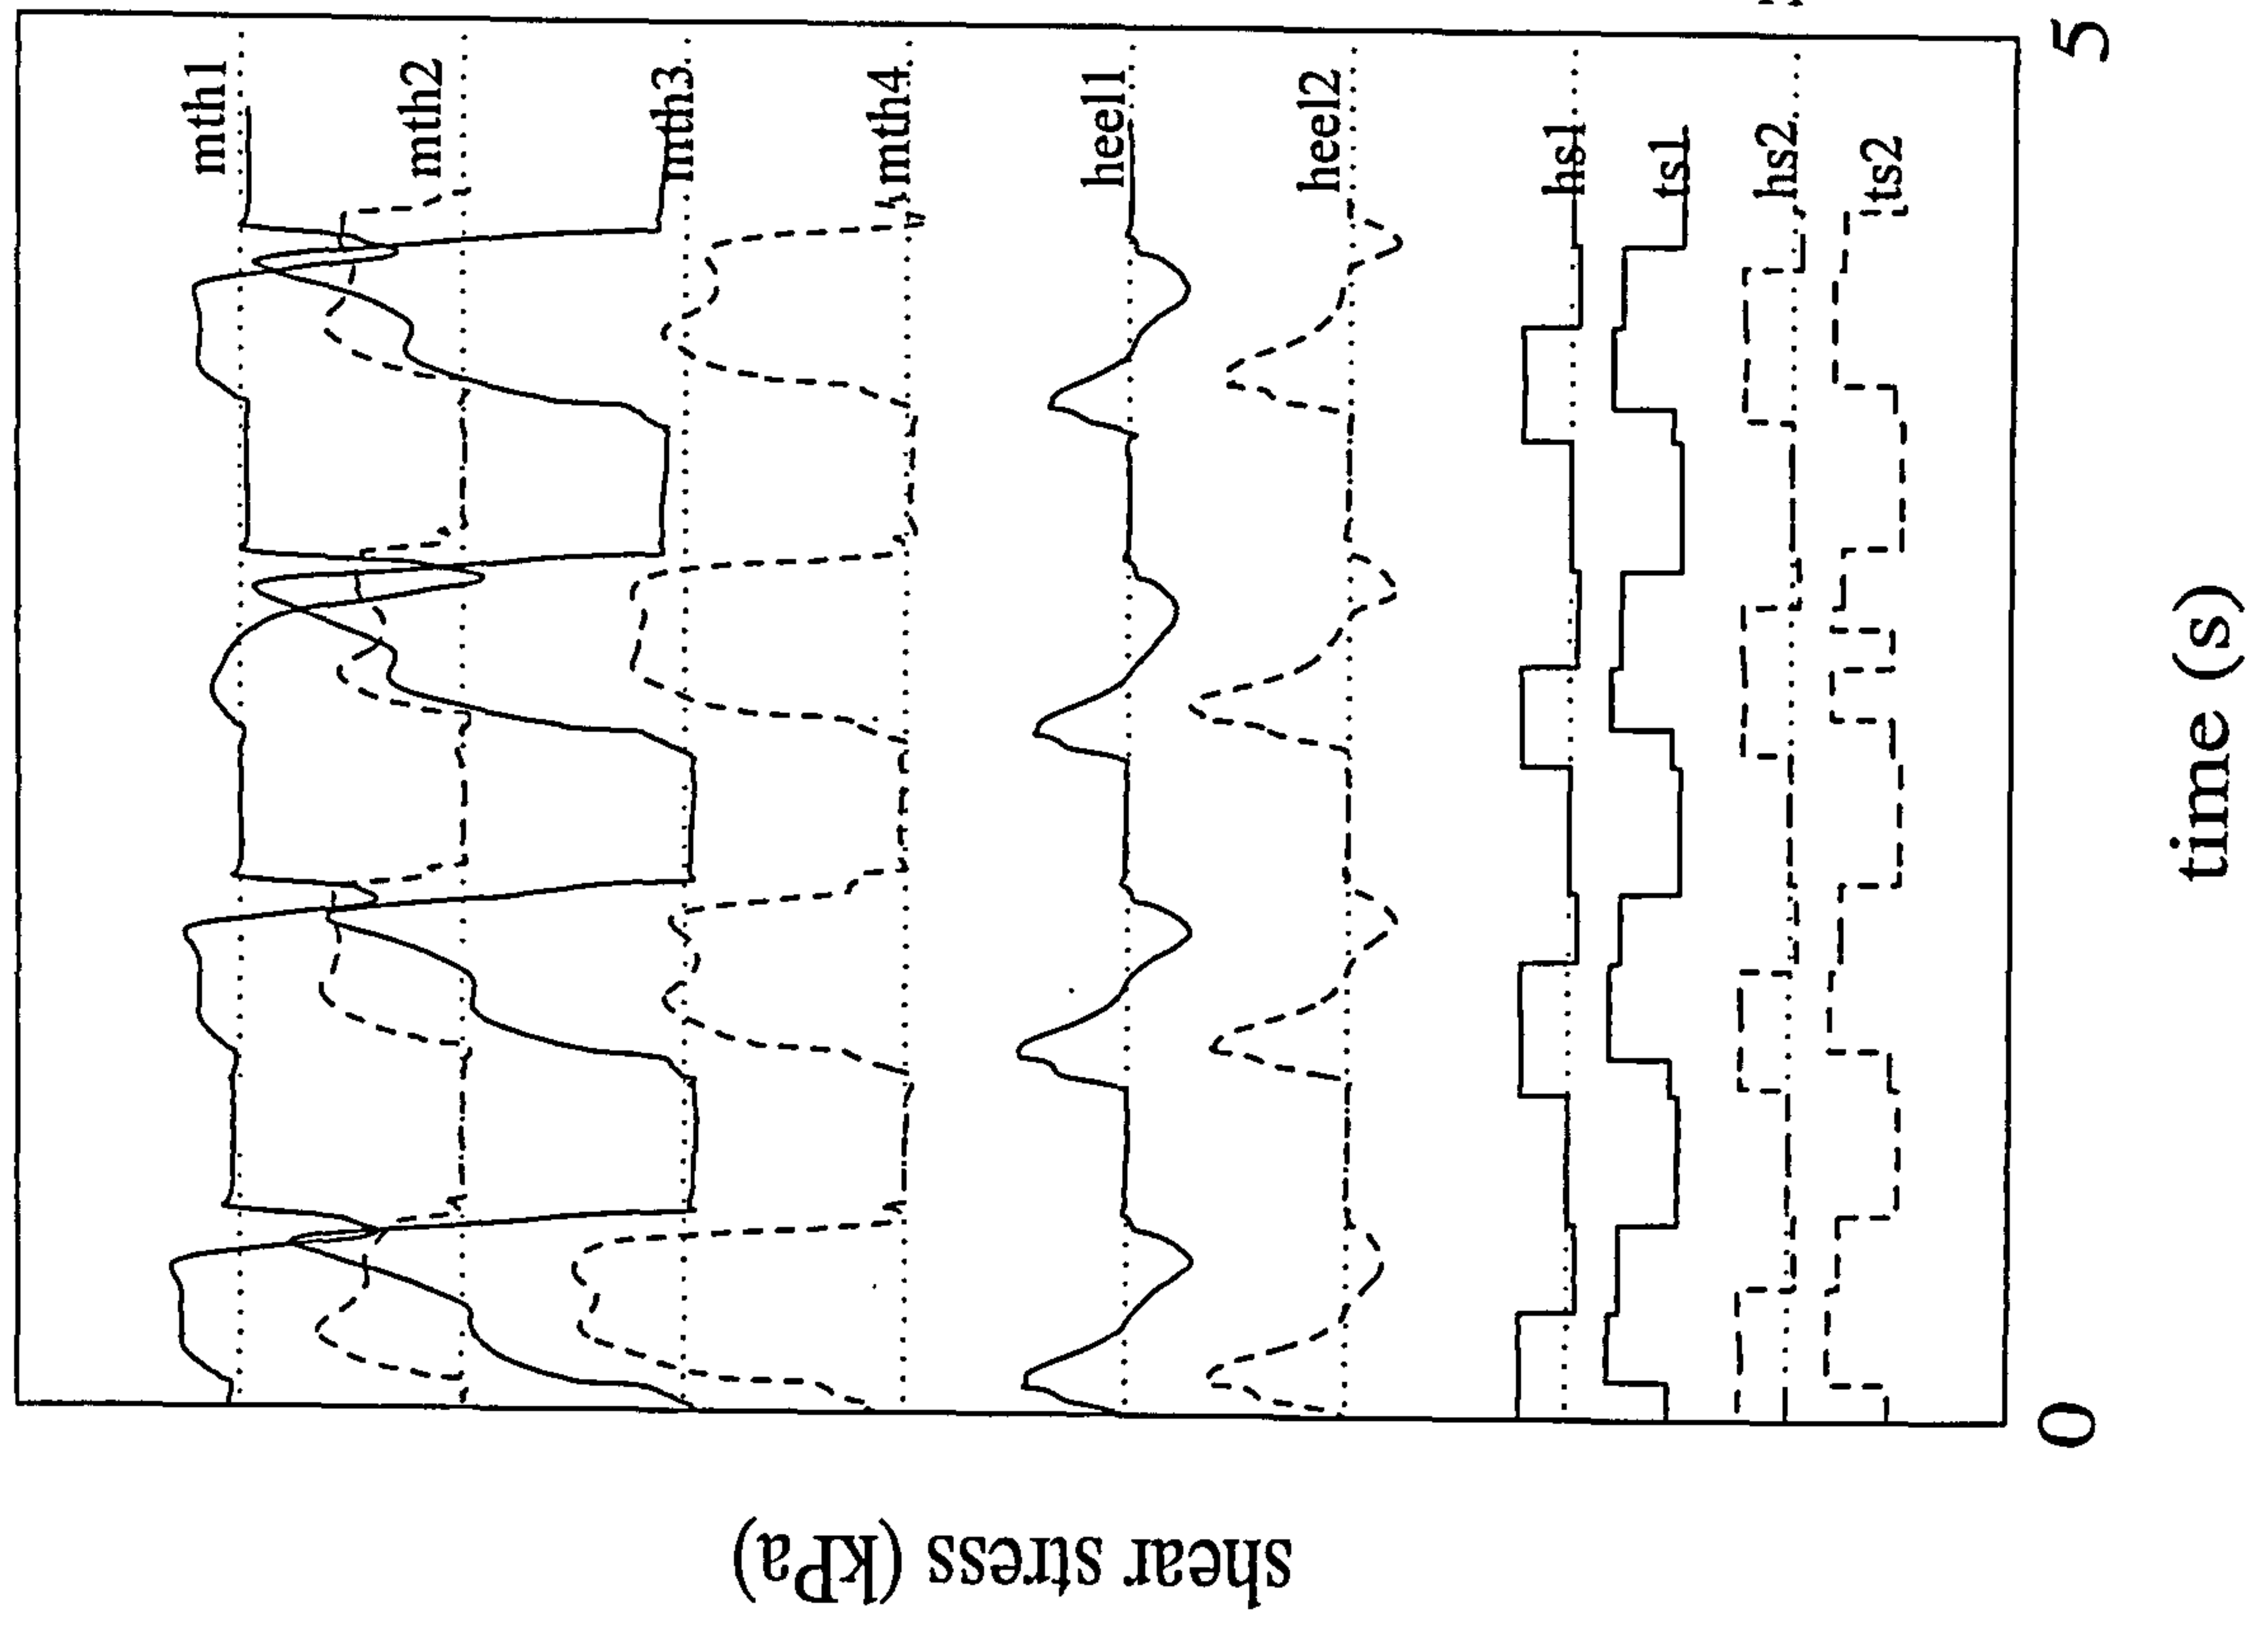 shear stress (kPa)
mth1
mth2
mth3
mth4
heel1
heel2
hs1
ts1
hs2
ts2
0
5
time (s)